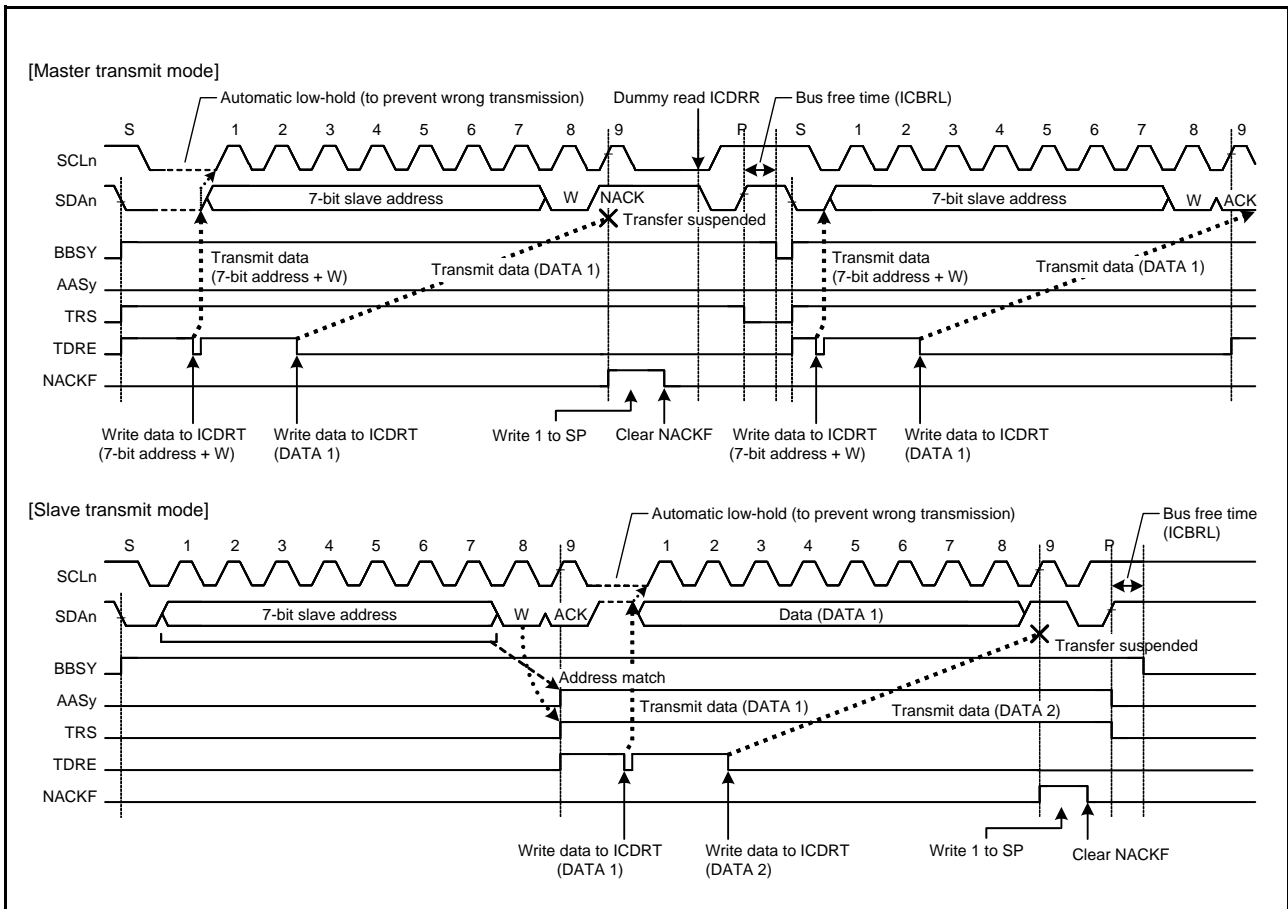 [Master transmit mode]
Automatic low-hold (to prevent wrong transmission)
Dummy read ICDRR
Bus free time (ICBRL)
S 1 2 3 4 5 6 7 8 9 P S 1 2 3 4 5 6 7 8 9
SCLn
SDAn 7-bit slave address W NACK 7-bit slave address W ACK
Transfer suspended
BBSY
Transmit data
(7-bit address + W)
Transmit data (DATA 1)
Transmit data
(7-bit address + W)
Transmit data (DATA 1)
AASy
TRS
TDRE
NACKF
Write data to ICDRT
(7-bit address + W)
Write data to ICDRT
(DATA 1)
Write 1 to SP
Clear NACKF
Write data to ICDRT
(7-bit address + W)
Write data to ICDRT
(DATA 1)
[Slave transmit mode]
Automatic low-hold (to prevent wrong transmission)
Bus free time
(ICBRL)
S 1 2 3 4 5 6 7 8 9 1 2 3 4 5 6 7 8 9 P
SCLn
SDAn 7-bit slave address W ACK Data (DATA 1)
Transfer suspended
BBSY
Address match
AASy
Transmit data (DATA 1)
Transmit data (DATA 2)
TRS
TDRE
NACKF
Write data to ICDRT
(DATA 1)
Write data to ICDRT
(DATA 2)
Write 1 to SP
Clear NACKF